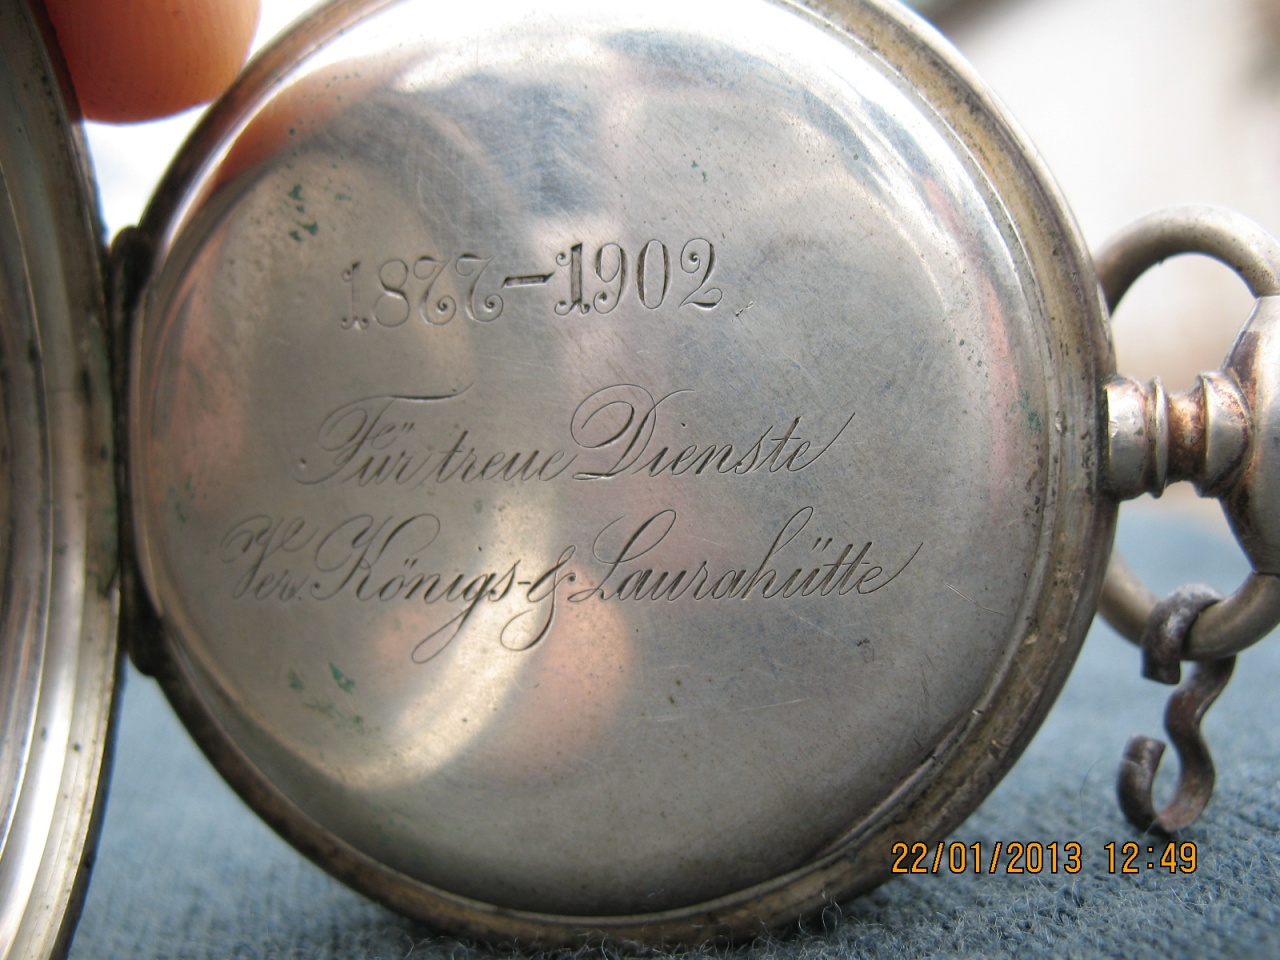 1877-1902
Für treue Dienste
Ver. Königs-& Laurahütte
22/01/2013 12:49